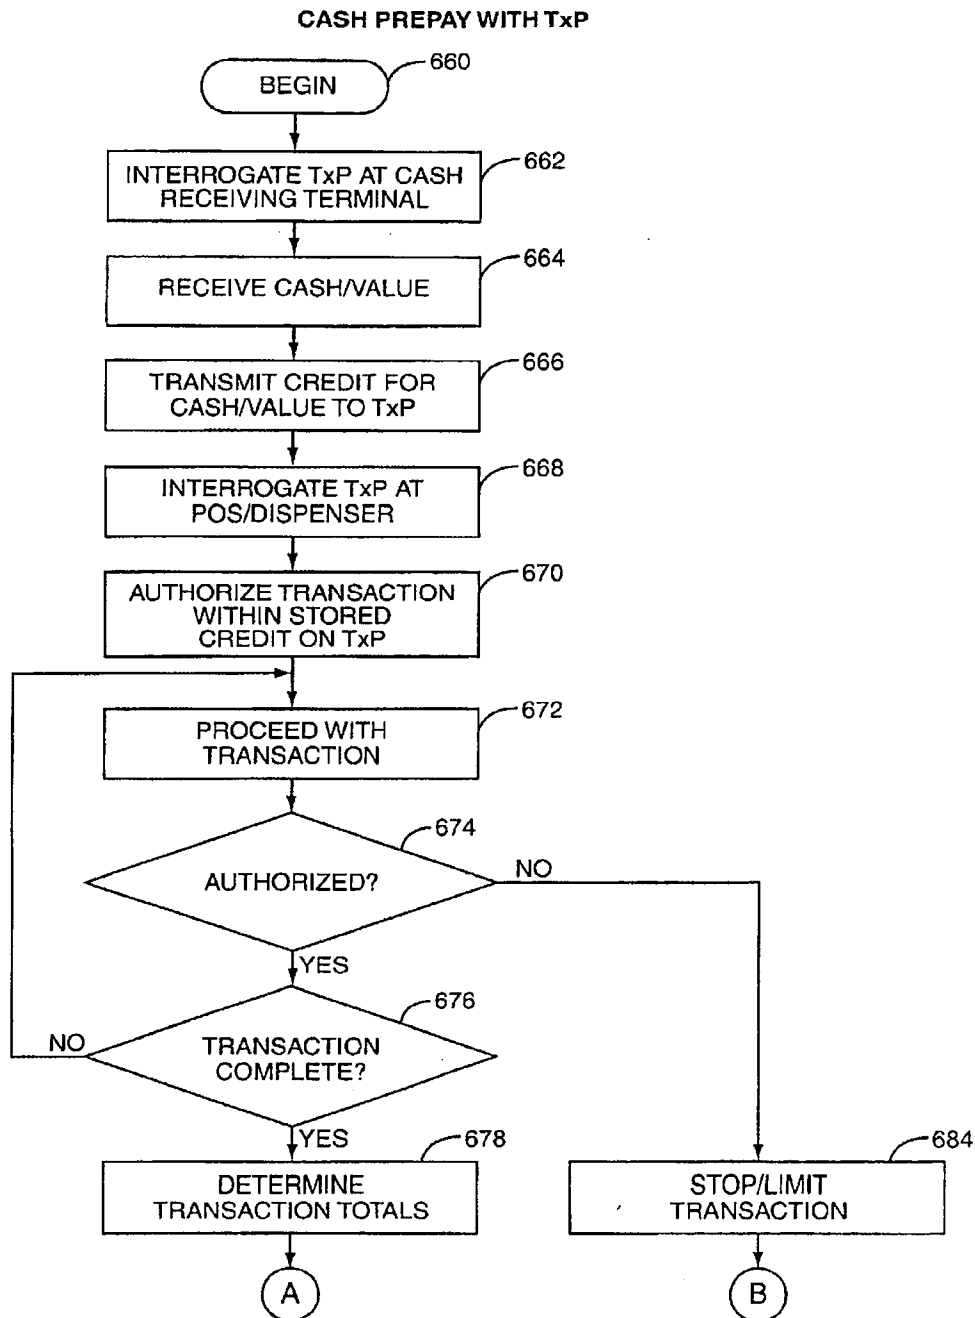 CASH PREPAY WITH TxP
BEGIN
660
INTERROGATE TxP AT CASH
RECEIVING TERMINAL
662
RECEIVE CASH/VALUE
664
TRANSMIT CREDIT FOR
CASH/VALUE TO TxP
666
INTERROGATE TxP AT
POS/DISPENSER
668
AUTHORIZE TRANSACTION
WITHIN STORED
CREDIT ON TxP
670
PROCEED WITH
TRANSACTION
672
AUTHORIZED?
674
NO
YES
TRANSACTION
COMPLETE?
676
NO
YES
DETERMINE
TRANSACTION TOTALS
678
STOP/LIMIT
TRANSACTION
684
A
B